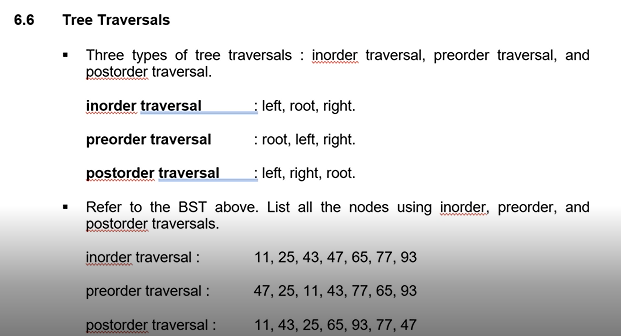 6.6 Tree Traversals
▪ Three types of tree traversals : inorder traversal, preorder traversal, and
postorder traversal.
inorder traversal : left, root, right.
preorder traversal : root, left, right.
postorder traversal : left, right, root.
▪ Refer to the BST above. List all the nodes using inorder, preorder, and
postorder traversals.
inorder traversal : 11, 25, 43, 47, 65, 77, 93
preorder traversal : 47, 25, 11, 43, 77, 65, 93
postorder traversal : 11, 43, 25, 65, 93, 77, 47